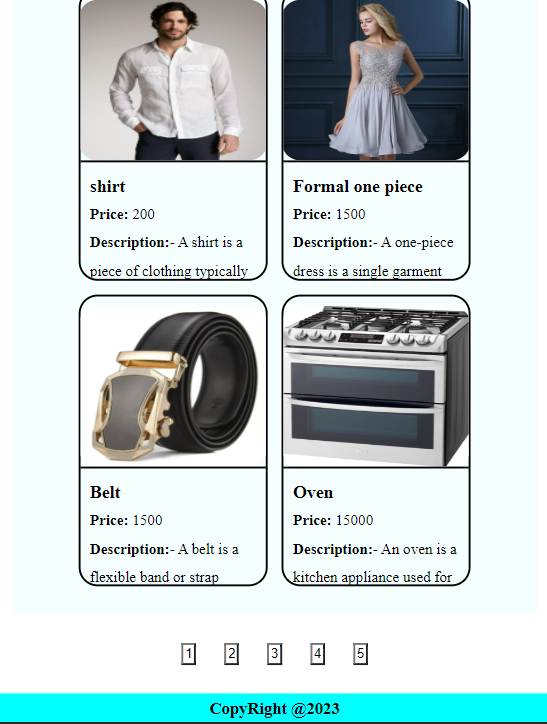 shirt
Price: 200
Description:- A shirt is a
piece of clothing typically
Formal one piece
Price: 1500
Description:- A one-piece
dress is a single garment
Belt
Price: 1500
Description:- A belt is a
flexible band or strap
Oven
Price: 15000
Description:- An oven is a
kitchen appliance used for
1 2 3 4 5
CopyRight @2023